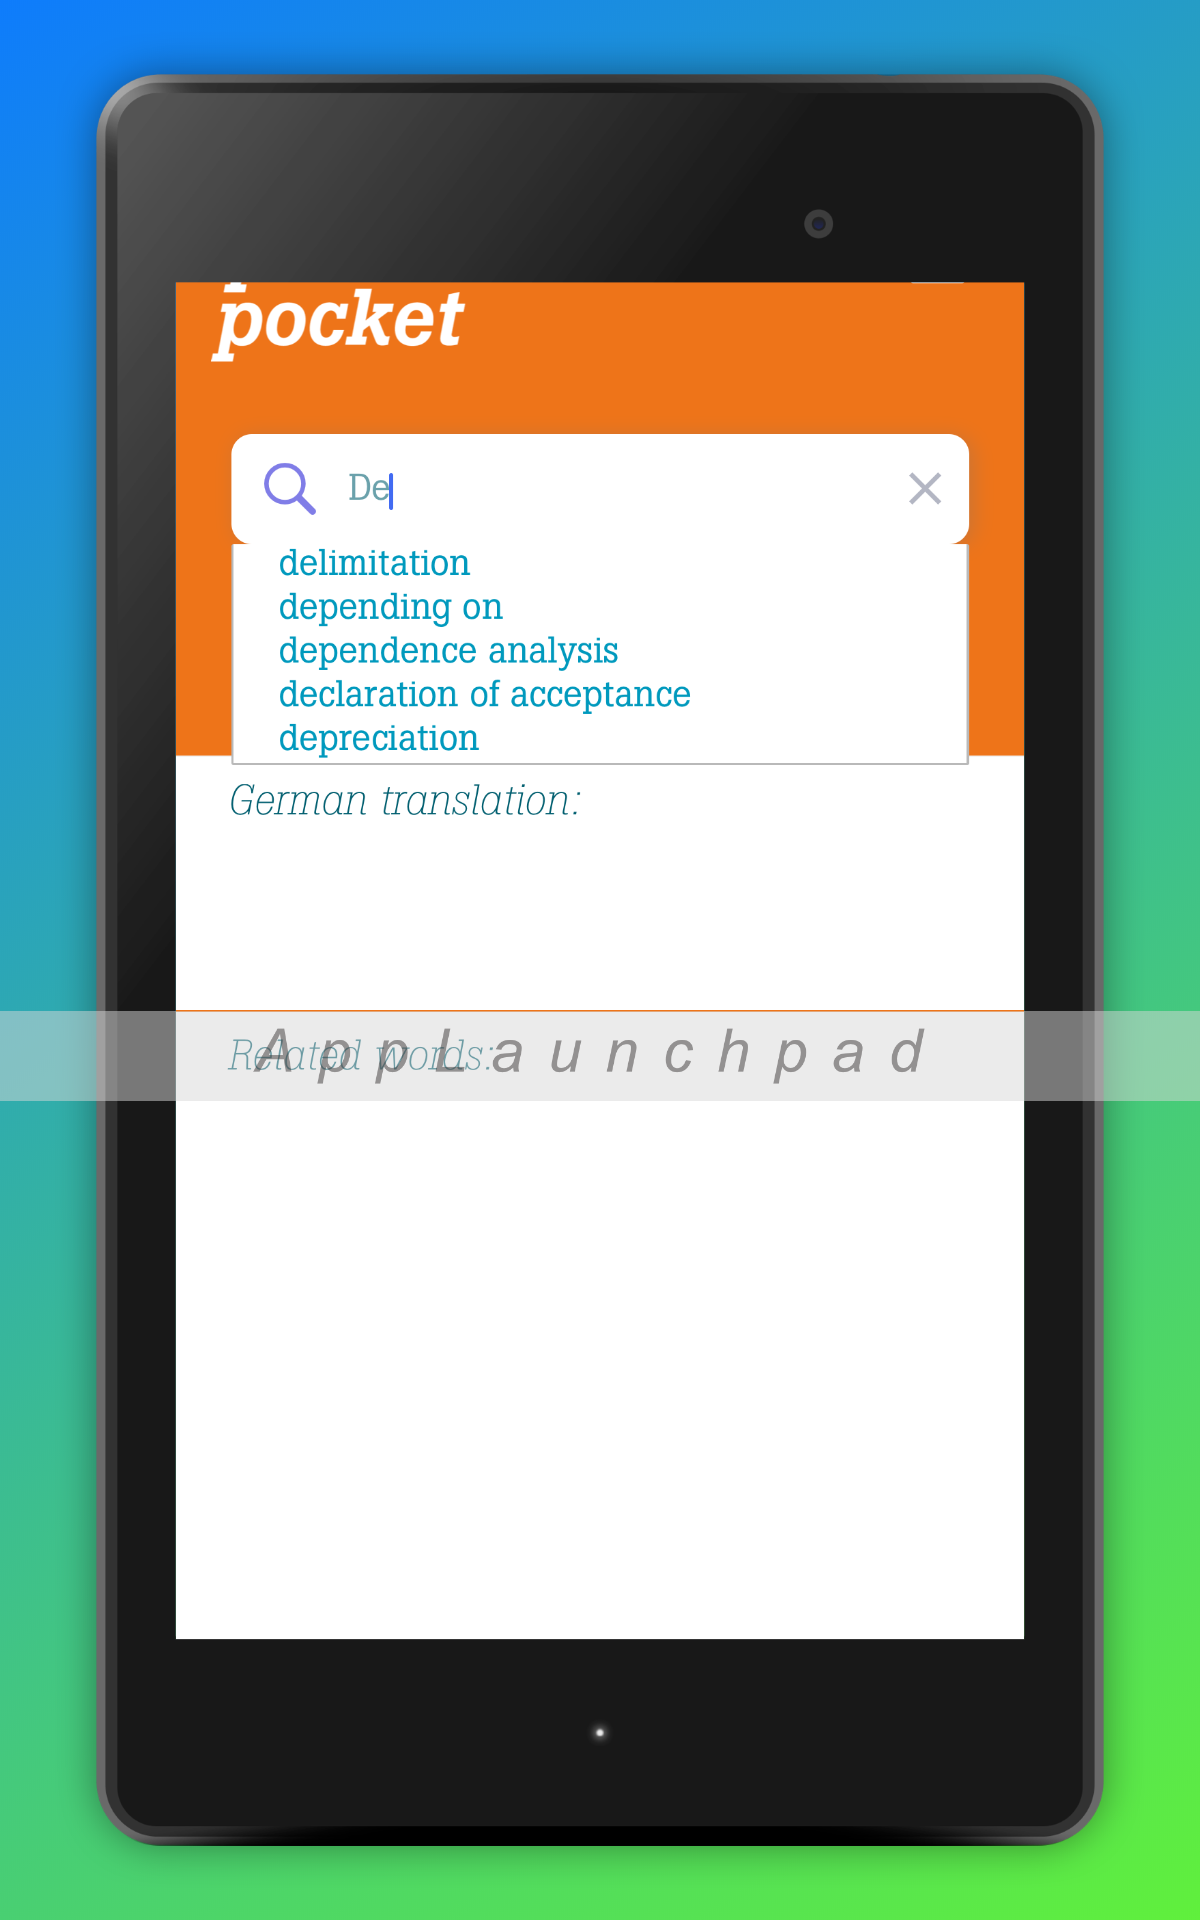 pocket
De
delimitation
depending on
dependence analysis
declaration of acceptance
depreciation
German translation:
Related words:
AppLaunchpad